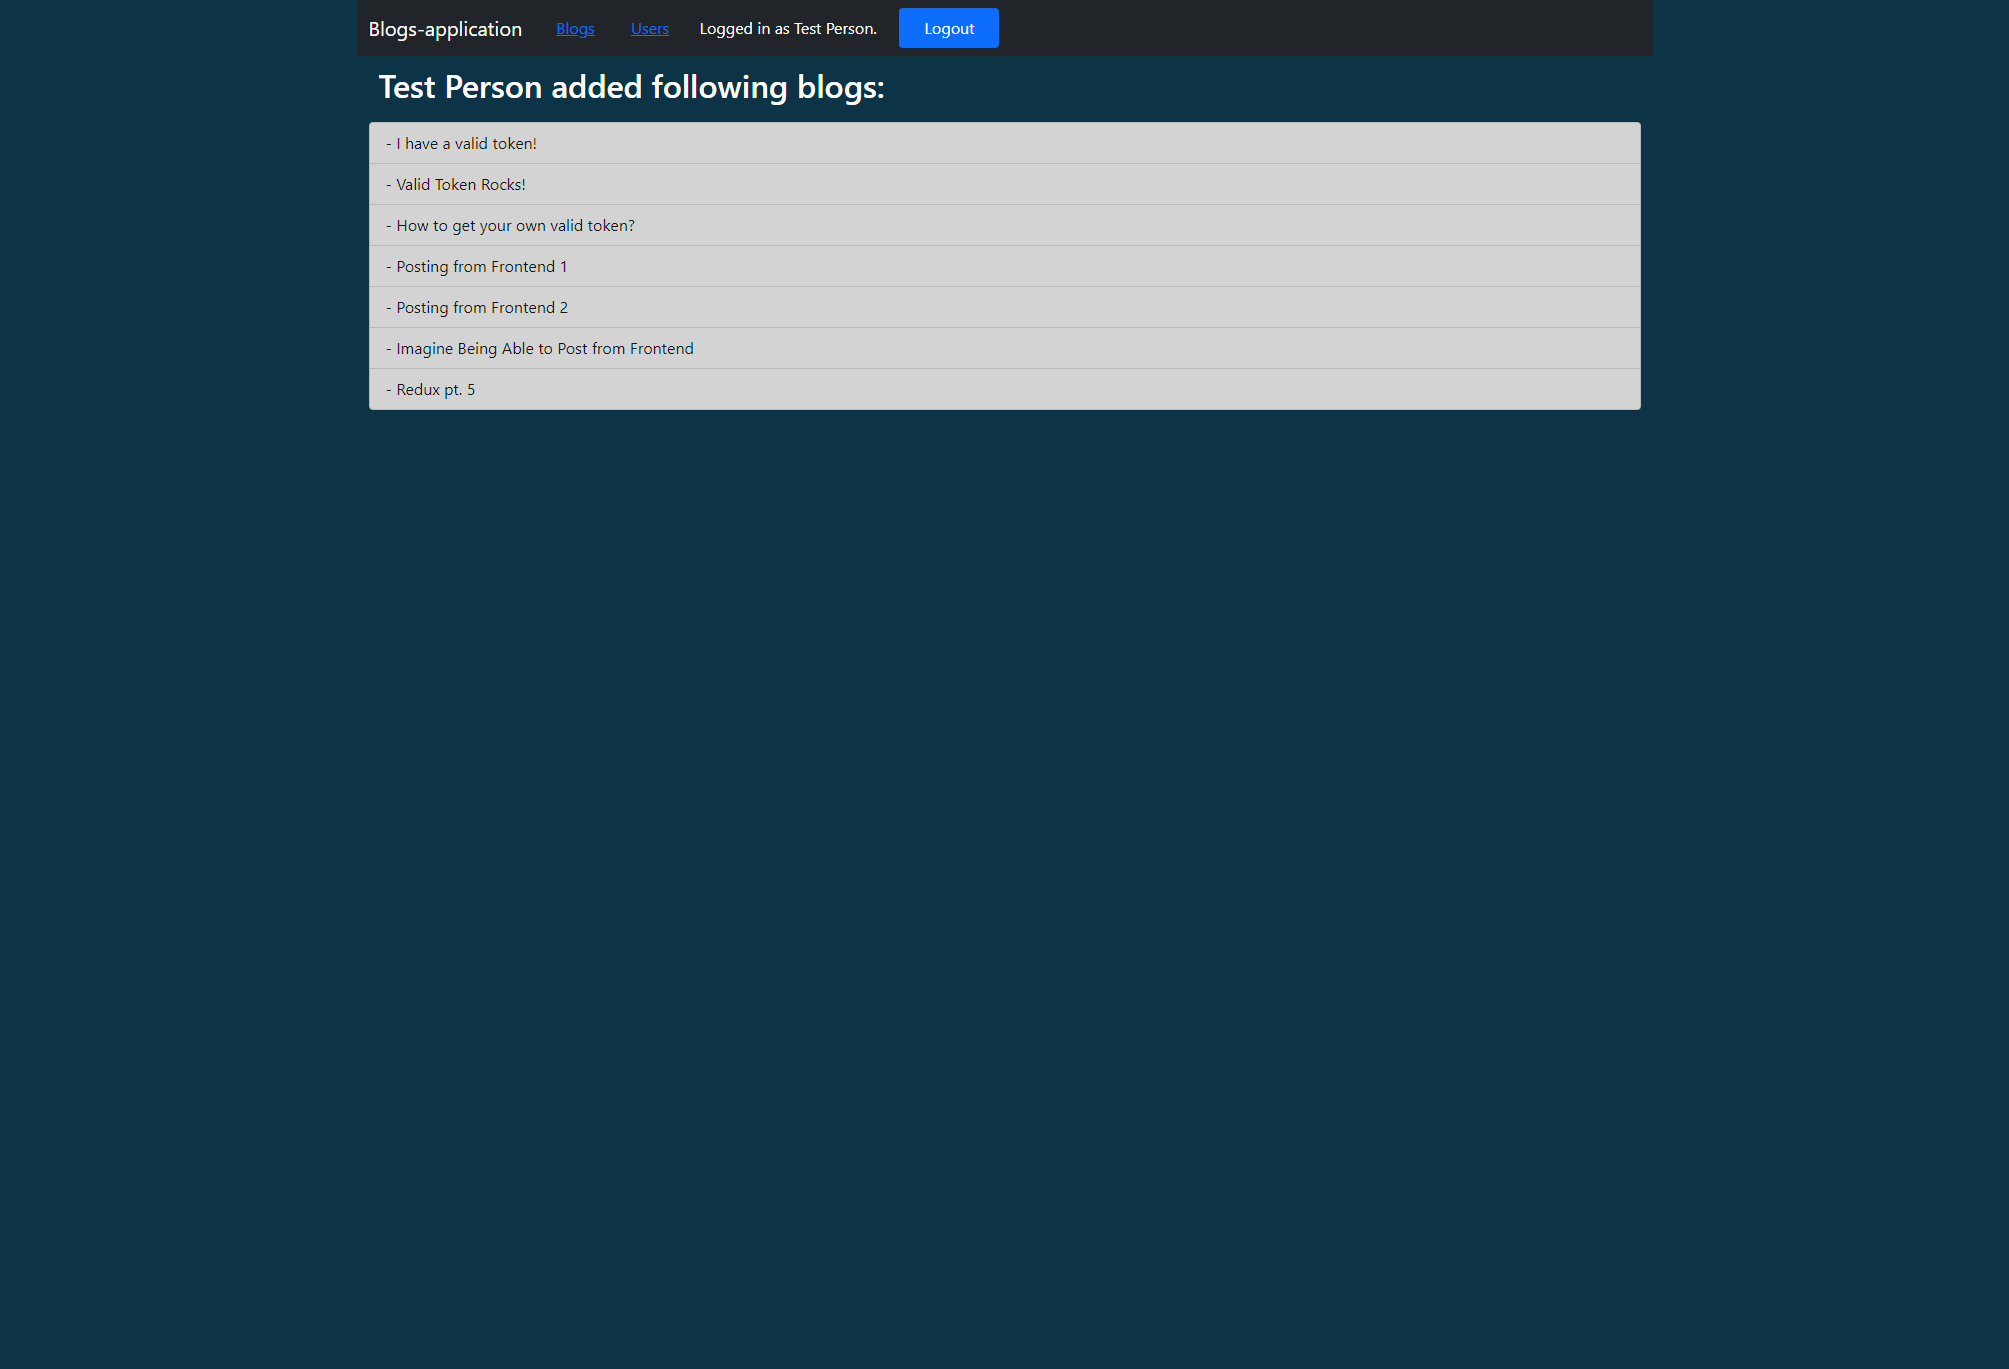 Blogs-application Blogs Users Logged in as Test Person. Logout
Test Person added following blogs:
- I have a valid token!
- Valid Token Rocks!
- How to get your own valid token?
- Posting from Frontend 1
- Posting from Frontend 2
- Imagine Being Able to Post from Frontend
- Redux pt. 5